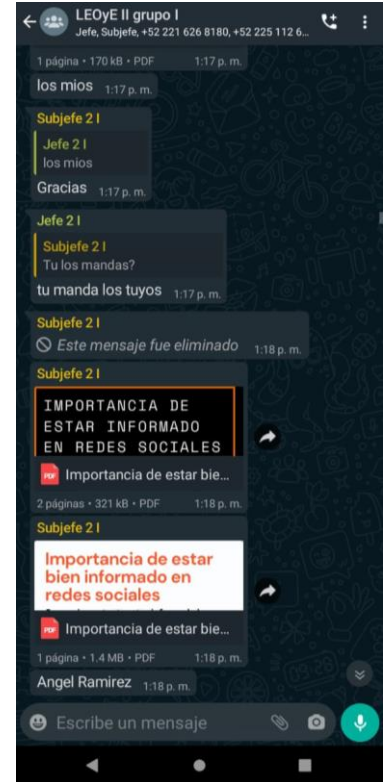 LEOyE II grupo I
Jefe, Subjefe, +52 221 626 8180, +52 225 112 6...
1 página • 170 kB • PDF 1:17 p. m.
los mios 1:17 p. m.
Subjefe 2 I
Jefe 2 I
los mios
Gracias 1:17 p. m.
Jefe 2 I
Subjefe 2 I
Tu los mandas?
tu manda los tuyos 1:17 p. m.
Subjefe 2 I
Este mensaje fue eliminado 1:18 p. m.
Subjefe 2 I
IMPORTANCIA DE
ESTAR INFORMADO
EN REDES SOCIALES
PDF Importancia de estar bie...
2 páginas • 321 kB • PDF 1:18 p. m.
Subjefe 2 I
Importancia de estar
bien informado en
redes sociales
PDF Importancia de estar bie...
1 página • 1.4 MB • PDF 1:18 p. m.
Angel Ramirez 1:18 p. m.
Escribe un mensaje